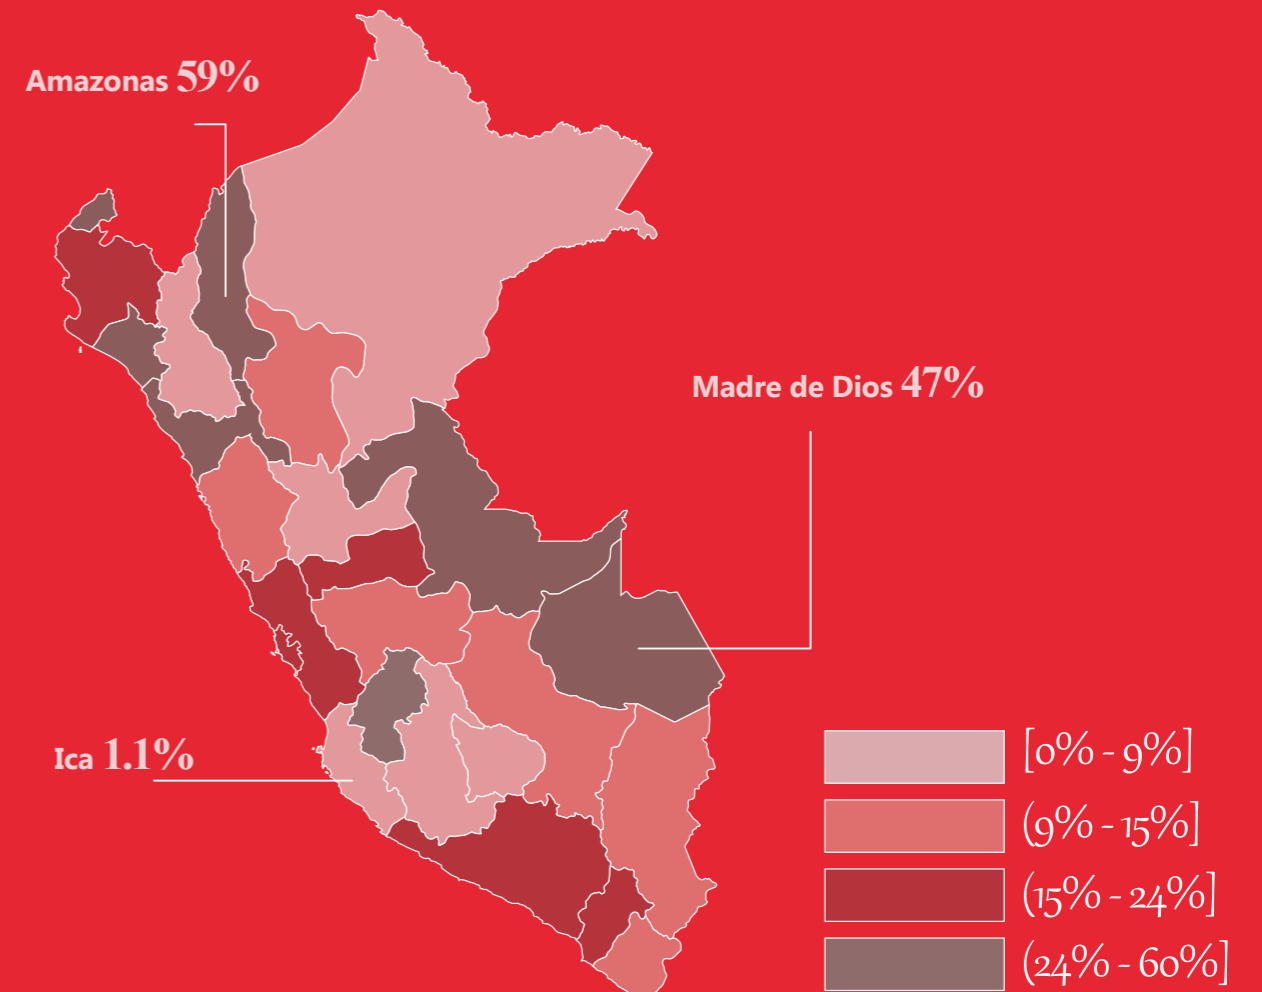 Amazonas 59%
Madre de Dios 47%
Ica 1.1%
[0% - 9%]
(9% - 15%]
(15% - 24%]
(24% - 60%]